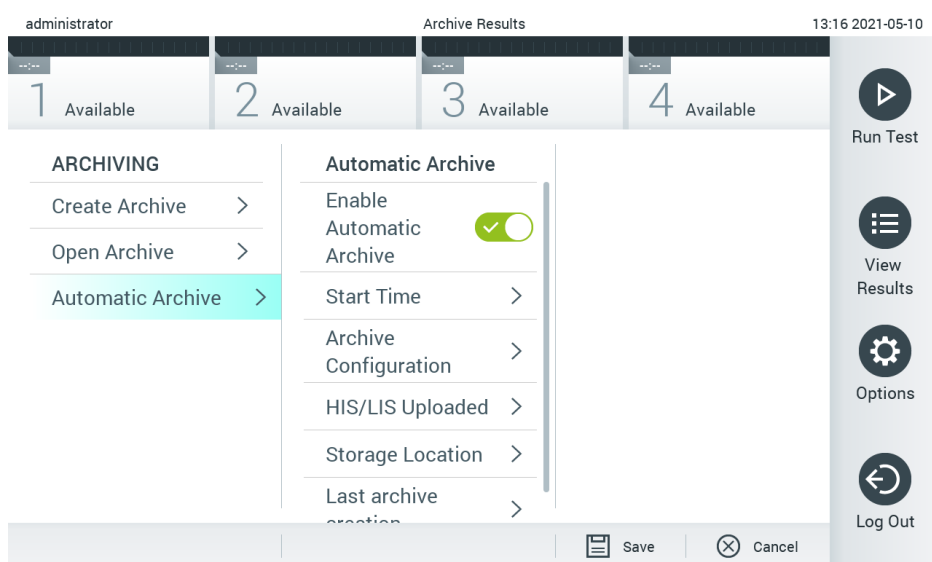 administrator Archive Results 13:16 2021-05-10
--:-- --:-- --:-- --:--
1 Available 2 Available 3 Available 4 Available
Run Test
ARCHIVING
Create Archive
Open Archive
Automatic Archive
Automatic Archive
Enable
Automatic
Archive
Start Time
Archive
Configuration
HIS/LIS Uploaded
Storage Location
Last archive
creation
View
Results
Options
Log Out
Save Cancel